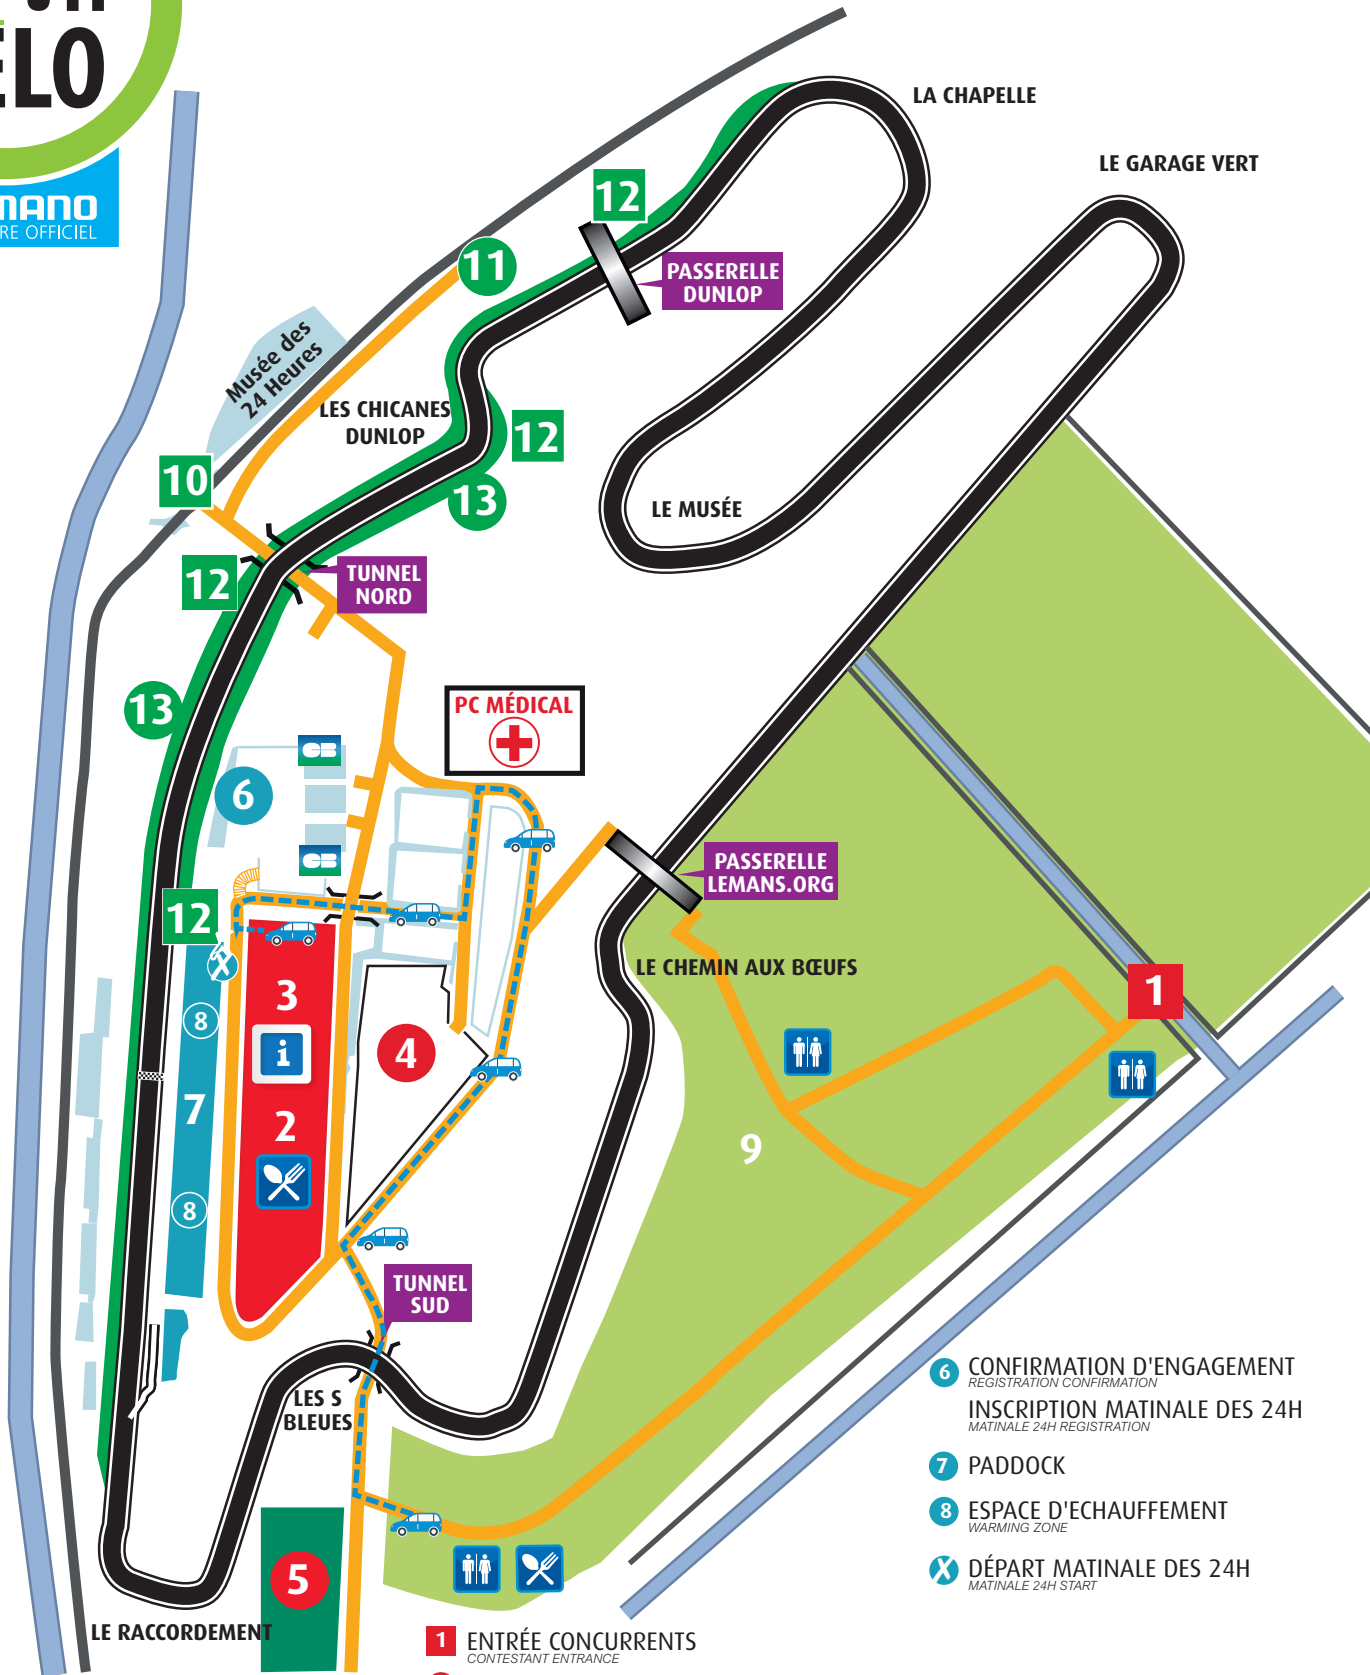 ÉLO
MANO
RE OFFICIEL
LA CHAPELLE
LE GARAGE VERT
12
11
PASSERELLE
DUNLOP
Musée des
24 Heures
LES CHICANES
DUNLOP
12
10
13
LE MUSÉE
12
TUNNEL
NORD
13
PC MÉDICAL
CB
6
CB
PASSERELLE
LEMANS.ORG
12
LE CHEMIN AUX BŒUFS
3
1
8
i
4
7
2
9
8
TUNNEL
SUD
LES S
BLEUES
5
LE RACCORDEMENT
6 CONFIRMATION D'ENGAGEMENT
REGISTRATION CONFIRMATION
INSCRIPTION MATINALE DES 24H
MATINALE 24H REGISTRATION
7 PADDOCK
8 ESPACE D'ECHAUFFEMENT
WARMING ZONE
DÉPART MATINALE DES 24H
MATINALE 24H START
1 ENTRÉE CONCURRENTS
CONTESTANT ENTRANCE